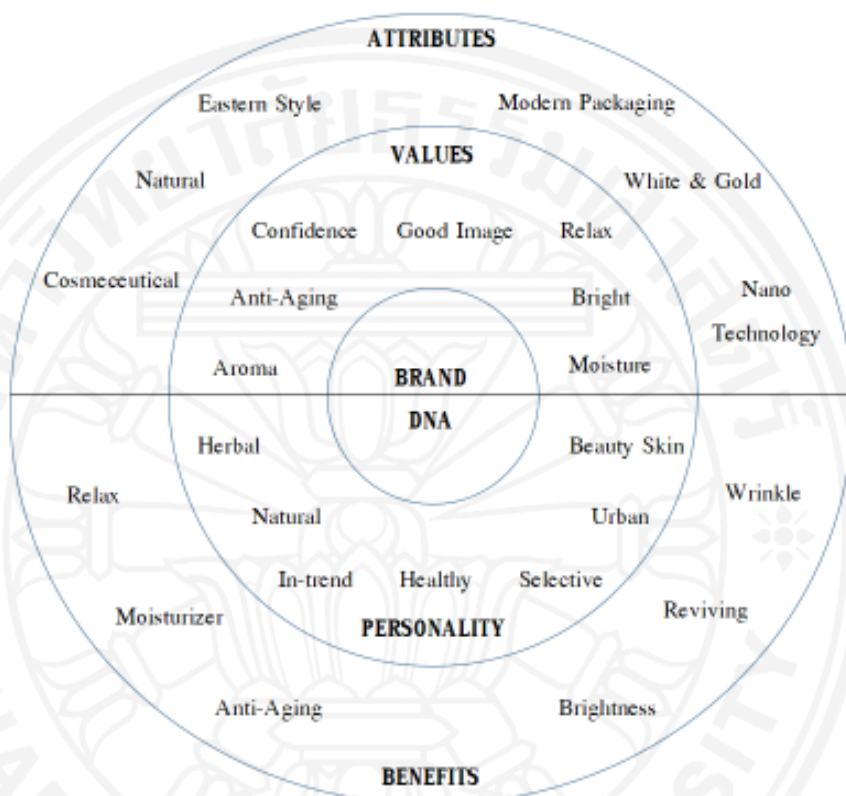 ATTRIBUTES
Eastern Style
Modern Packaging
VALUES
Natural
White & Gold
Confidence
Good Image
Relax
Cosmeceutical
Anti-Aging
Bright
Nano
Technology
Aroma
Moisture
BRAND
DNA
Herbal
Beauty Skin
Relax
Wrinkle
Natural
Urban
In-trend
Healthy
Selective
Moisturizer
Reviving
PERSONALITY
Anti-Aging
Brightness
BENEFITS